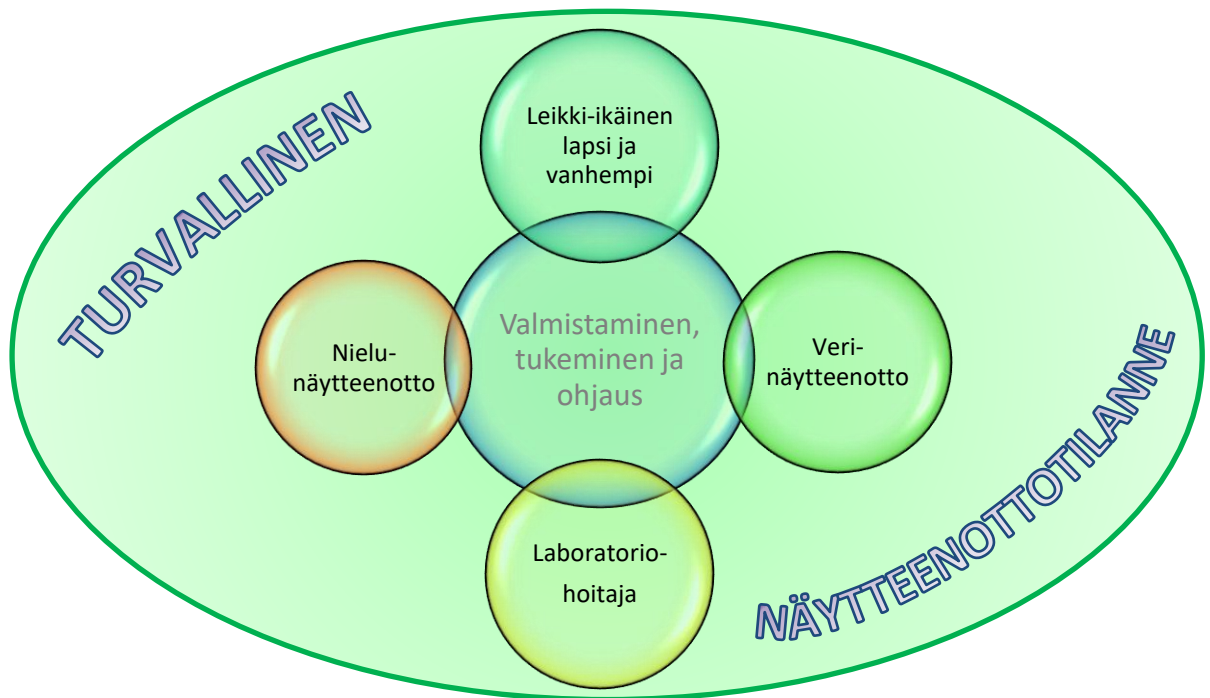 TURVALLINEN
Leikki-ikäinen
lapsi ja
vanhempi
Nielu-
näytteenotto
Valmistaminen,
tukeminen ja
ohjaus
Veri-
näytteenotto
Laboratorio-
hoitaja
NÄYTTEENOTTOTILANNE